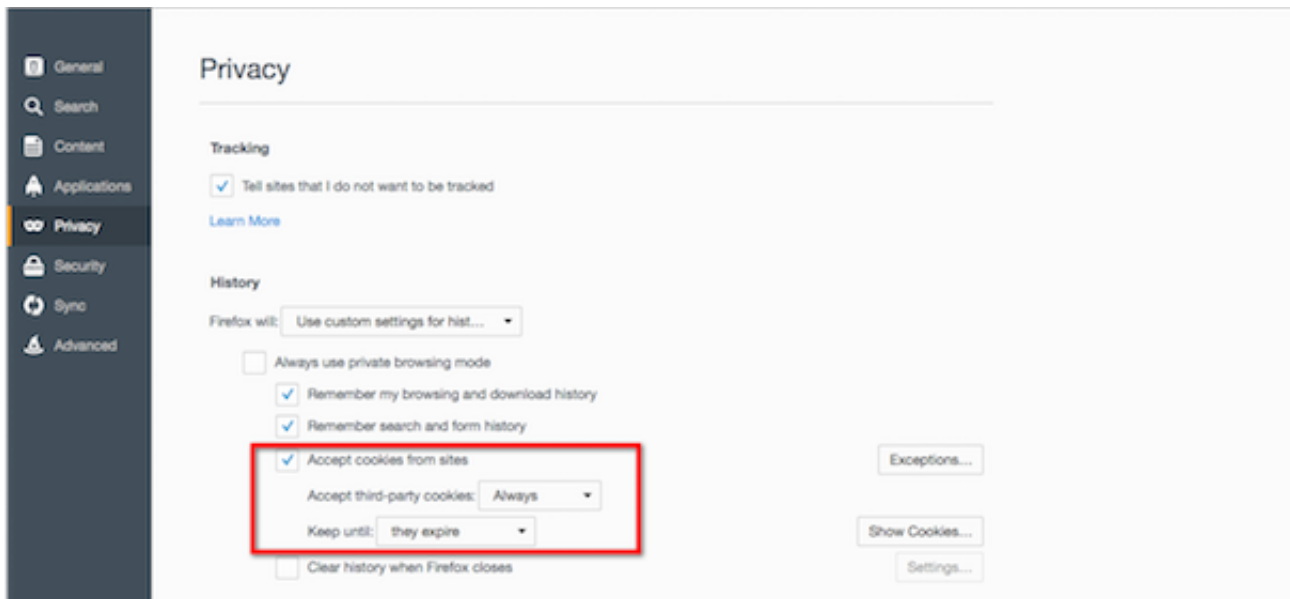 General
Search
Content
Applications
Privacy
Security
Sync
Advanced
Privacy
Tracking
Tell sites that I do not want to be tracked
Learn More
History
Firefox will: Use custom settings for hist...
Always use private browsing mode
Remember my browsing and download history
Remember search and form history
Accept cookies from sites Exceptions...
Accept third-party cookies: Always
Keep until: they expire Show Cookies...
Clear history when Firefox closes Settings...